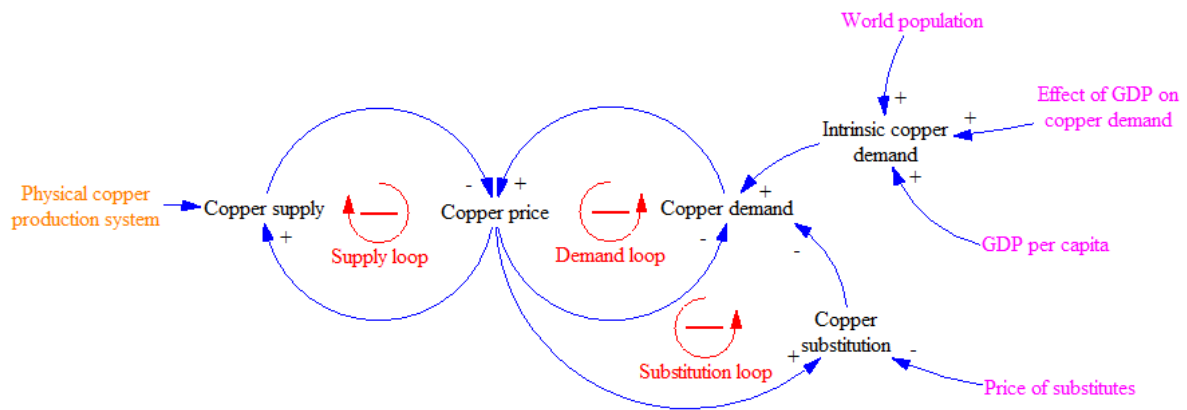 World population
Effect of GDP on
copper demand
+
+
Intrinsic copper
demand
+
Physical copper
production system
Copper supply
-
+
Copper price
+
Copper demand
+
-
Supply loop
Demand loop
GDP per capita
-
Copper
substitution
+
-
Substitution loop
Price of substitutes